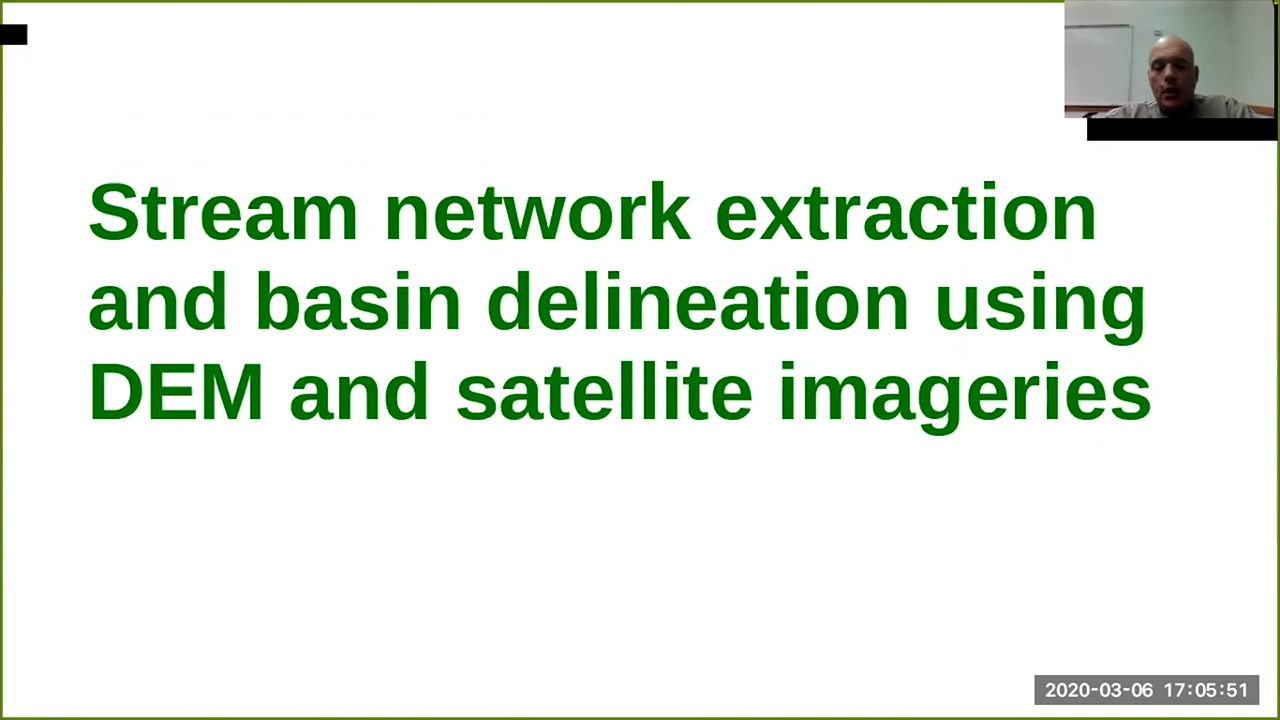 Stream network extraction
and basin delineation using
DEM and satellite imageries
2020-03-06 17:05:51